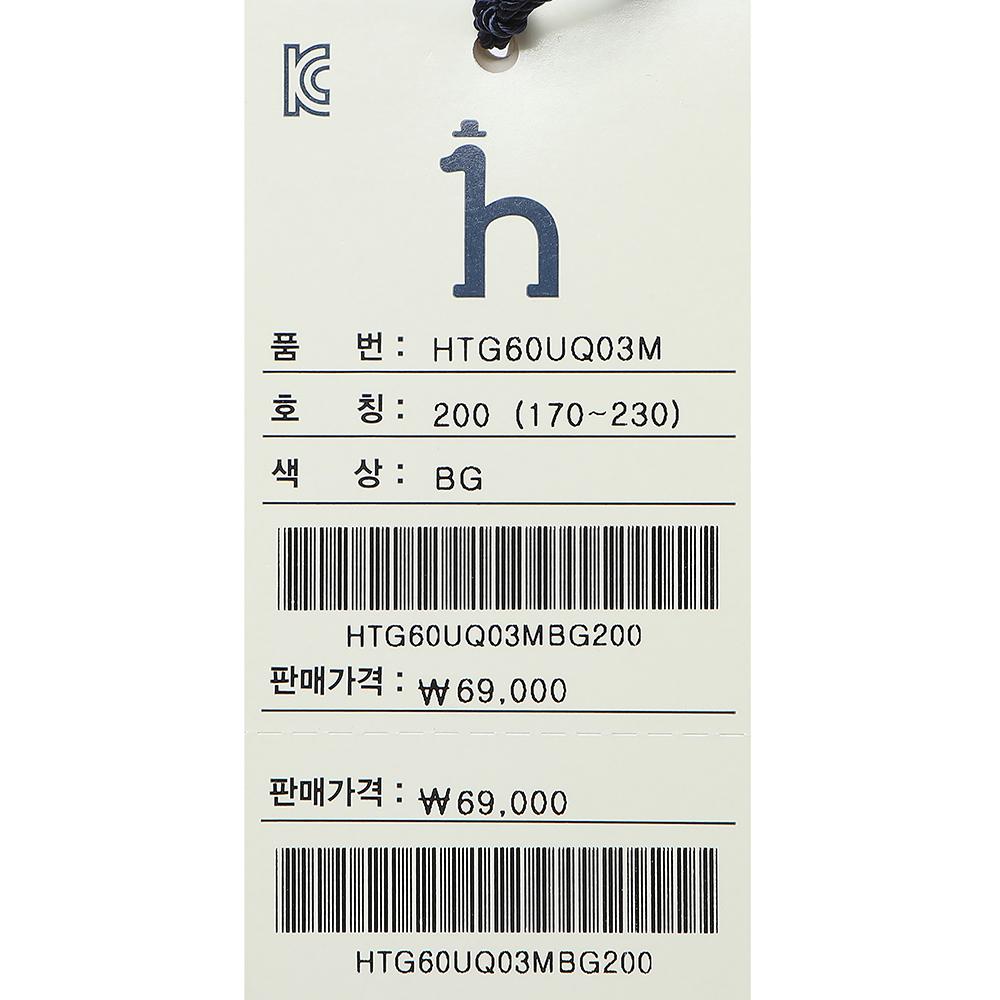 KC
h
품 번 : HTG60UQ03M
호 칭 : 200 (170~230)
색 상 : BG
HTG60UQ03MBG200
판매가격 : ₩69,000
판매가격 : ₩69,000
HTG60UQ03MBG200